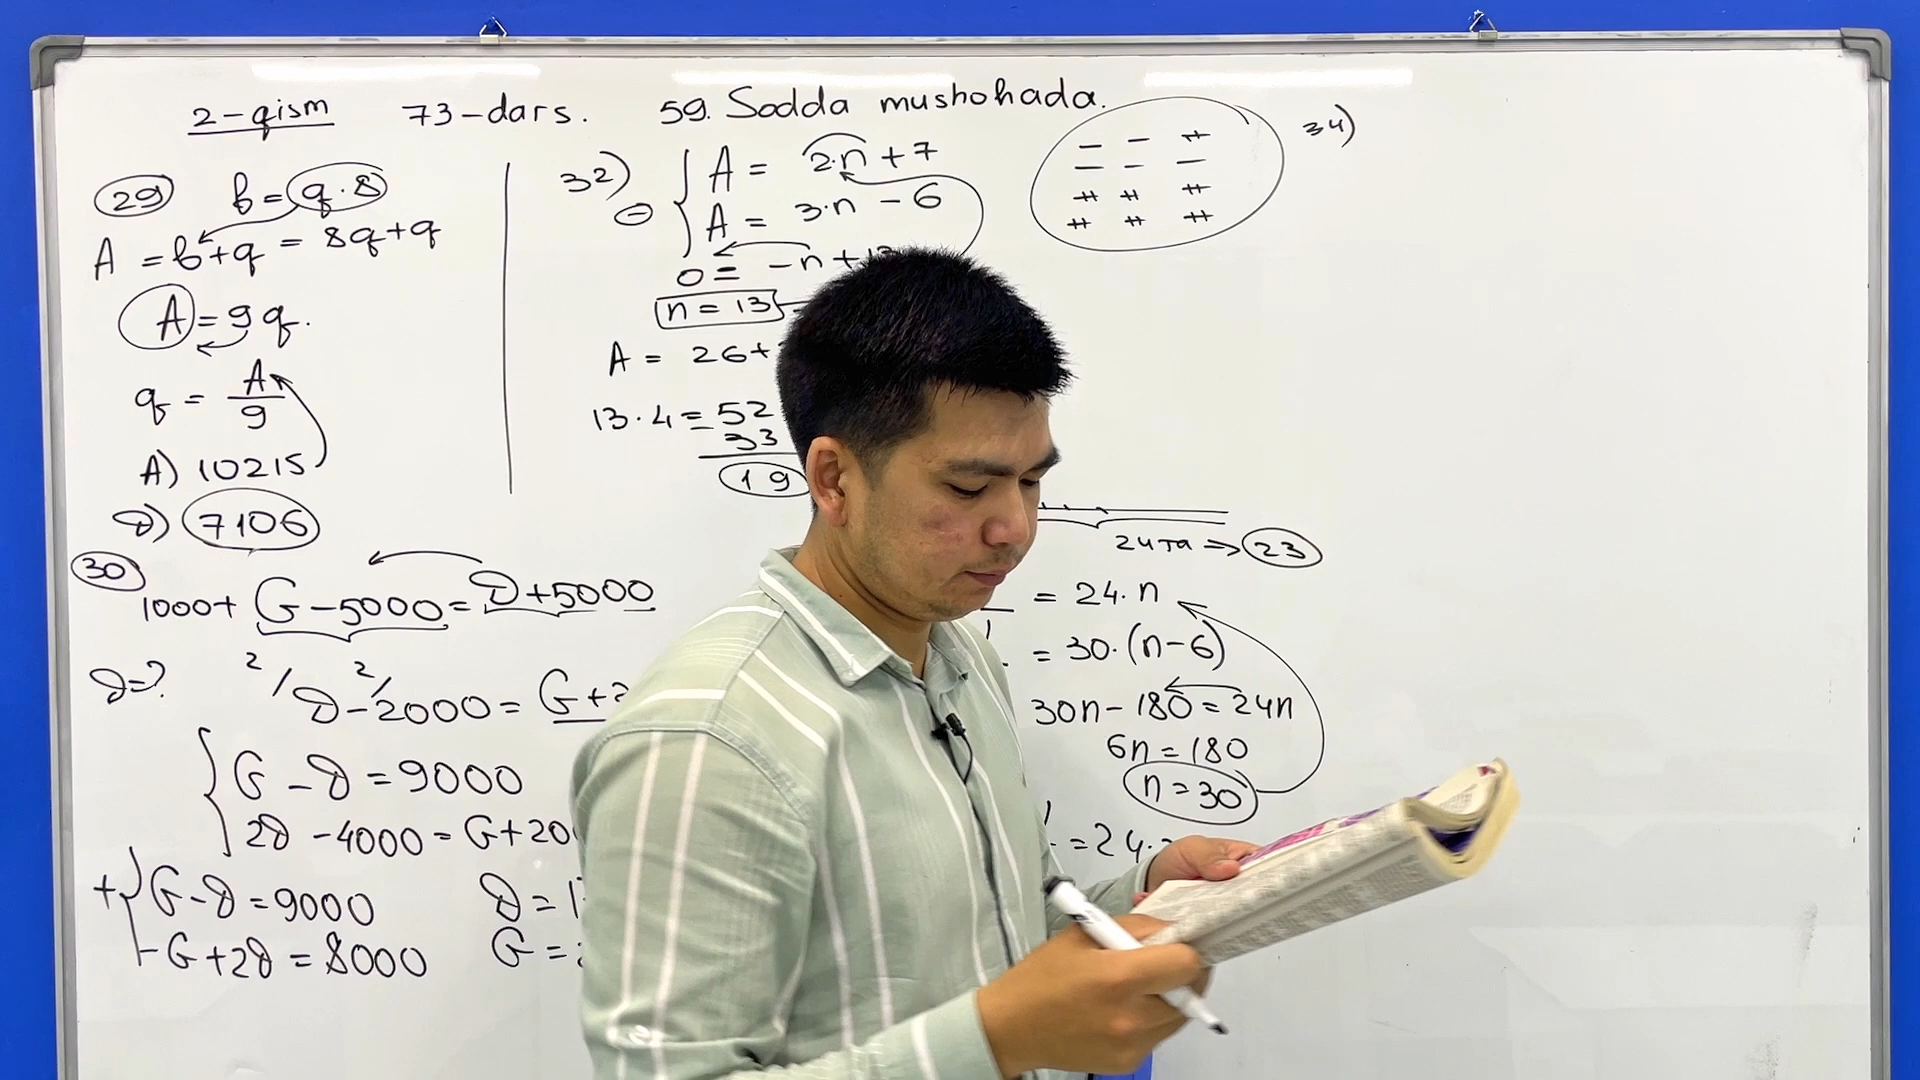 2-qism 73-dars. 59. Sodda mushohada.
29 b = q·8
A = b+q = 8q+q
A = 9q.
q = A/9
A) 10215
D) 7106
30
1000+ G-5000 = D+5000
D=?
2/ D-2000 2/ = G+2
{ G - D = 9000
2D - 4000 = G+20
+ { G - D = 9000
-G + 2D = 8000
D = 1
G =
32)
{ A = 2·n + 7
⊖ A = 3·n - 6
0 = -n +
n = 13
A = 26+
13·4 = 52
33
19
34)
24та => 23
= 24·n
= 30·(n-6)
30n - 180 = 24n
6n = 180
n = 30
= 24·